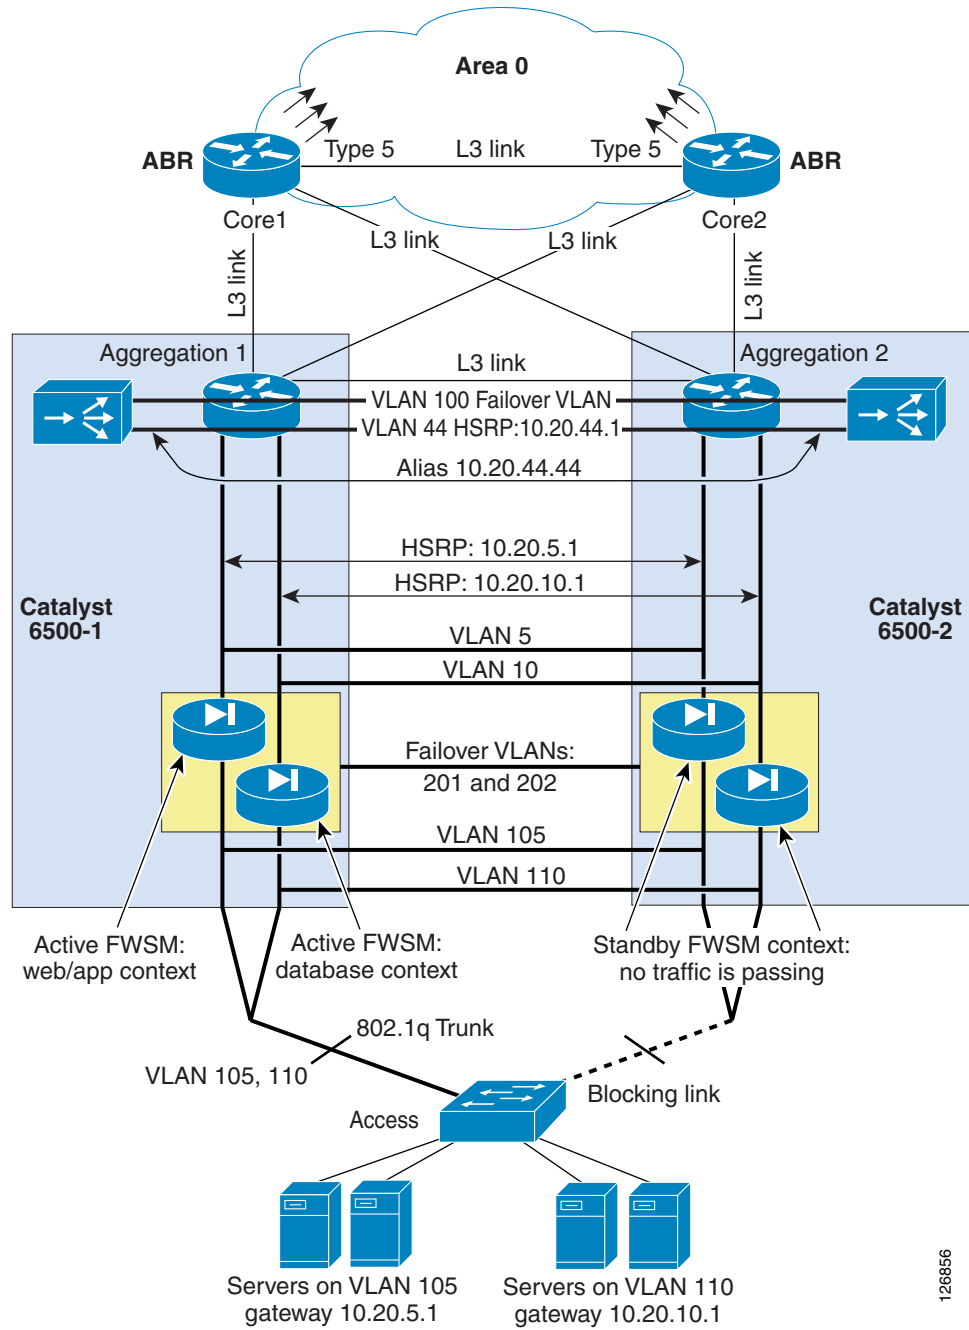 Area 0
Type 5
L3 link
Type 5
ABR
ABR
Core1
Core2
L3 link
L3 link
L3 link
L3 link
Aggregation 1
L3 link
Aggregation 2
VLAN 100 Failover VLAN
VLAN 44 HSRP:10.20.44.1
Alias 10.20.44.44
HSRP: 10.20.5.1
HSRP: 10.20.10.1
Catalyst
6500-1
Catalyst
6500-2
VLAN 5
VLAN 10
Failover VLANs:
201 and 202
VLAN 105
VLAN 110
Active FWSM:
web/app context
Active FWSM:
database context
Standby FWSM context:
no traffic is passing
802.1q Trunk
VLAN 105, 110
Blocking link
Access
Servers on VLAN 105
gateway 10.20.5.1
Servers on VLAN 110
gateway 10.20.10.1
126856